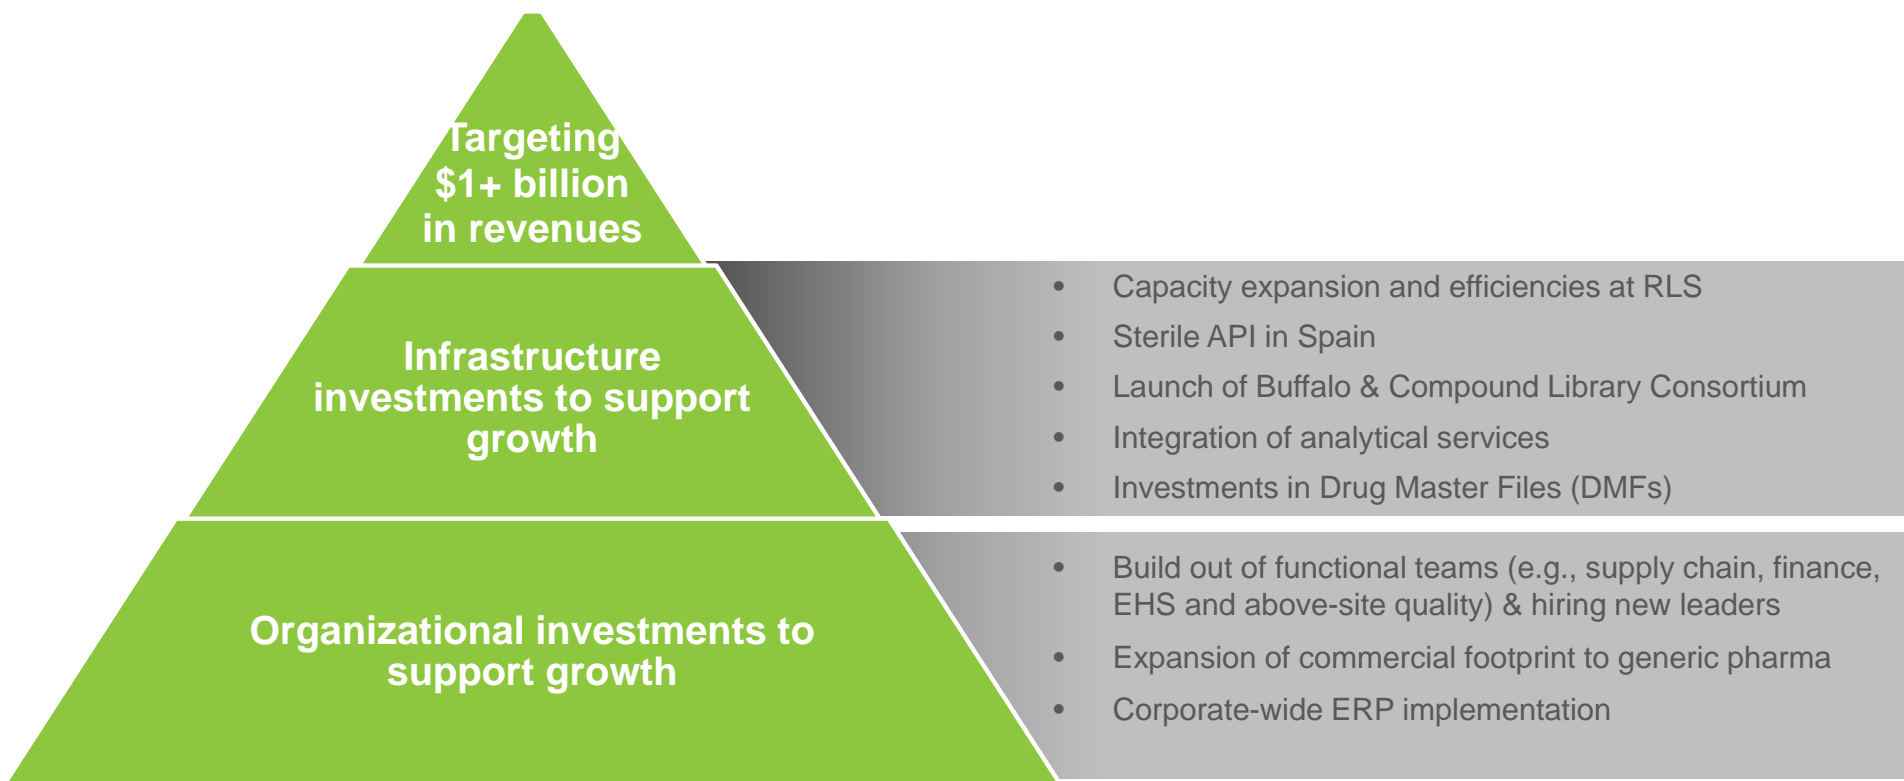 Targeting
$1+ billion
in revenues
Infrastructure
investments to support
growth
• Capacity expansion and efficiencies at RLS
• Sterile API in Spain
• Launch of Buffalo & Compound Library Consortium
• Integration of analytical services
• Investments in Drug Master Files (DMFs)
Organizational investments to
support growth
• Build out of functional teams (e.g., supply chain, finance,
EHS and above-site quality) & hiring new leaders
• Expansion of commercial footprint to generic pharma
• Corporate-wide ERP implementation